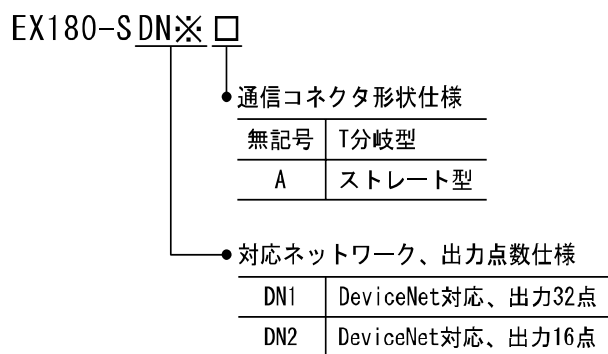 EX180-SDN※□
通信コネクタ形状仕様
無記号 T分岐型
A ストレート型
対応ネットワーク、出力点数仕様
DN1 DeviceNet対応、出力32点
DN2 DeviceNet対応、出力16点